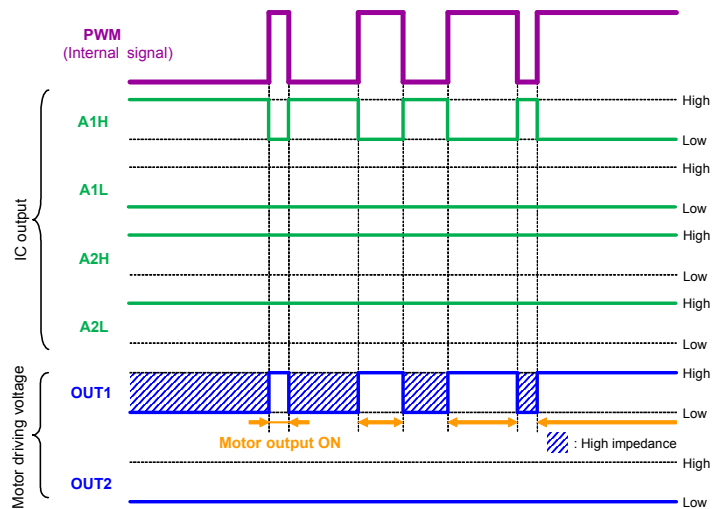 PWM
(Internal signal)
IC output
A1H
High
Low
A1L
High
Low
A2H
High
Low
A2L
High
Low
Motor driving voltage
OUT1
High
Low
Motor output ON
: High impedance
OUT2
High
Low